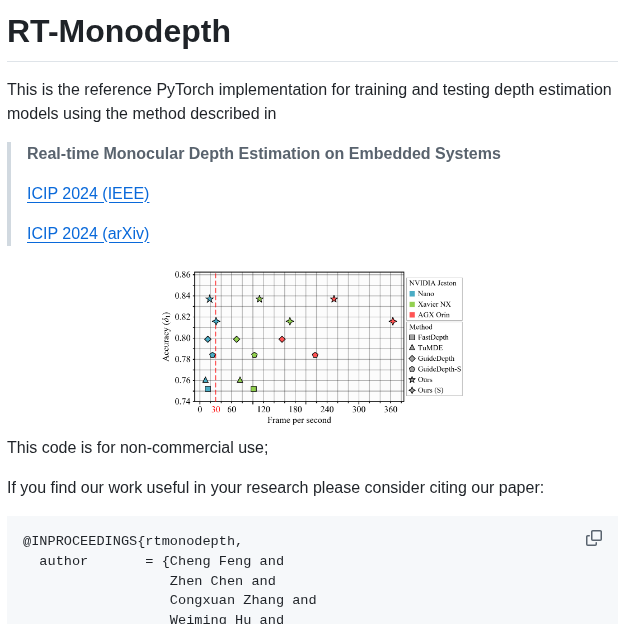 RT-Monodepth
This is the reference PyTorch implementation for training and testing depth estimation
models using the method described in
Real-time Monocular Depth Estimation on Embedded Systems
ICIP 2024 (IEEE)
ICIP 2024 (arXiv)
0.86
0.84
0.82
0.80
0.78
0.76
0.74
Accuracy (δ₁)
0 30 60 120 180 240 300 360
Frame per second
NVIDIA Jeston
Nano
Xavier NX
AGX Orin
Method
FastDepth
TuMDE
GuideDepth
GuideDepth-S
Ours
Ours (S)
This code is for non-commercial use;
If you find our work useful in your research please consider citing our paper:
@INPROCEEDINGS{rtmonodepth,
author = {Cheng Feng and
Zhen Chen and
Congxuan Zhang and
Weiming Hu and